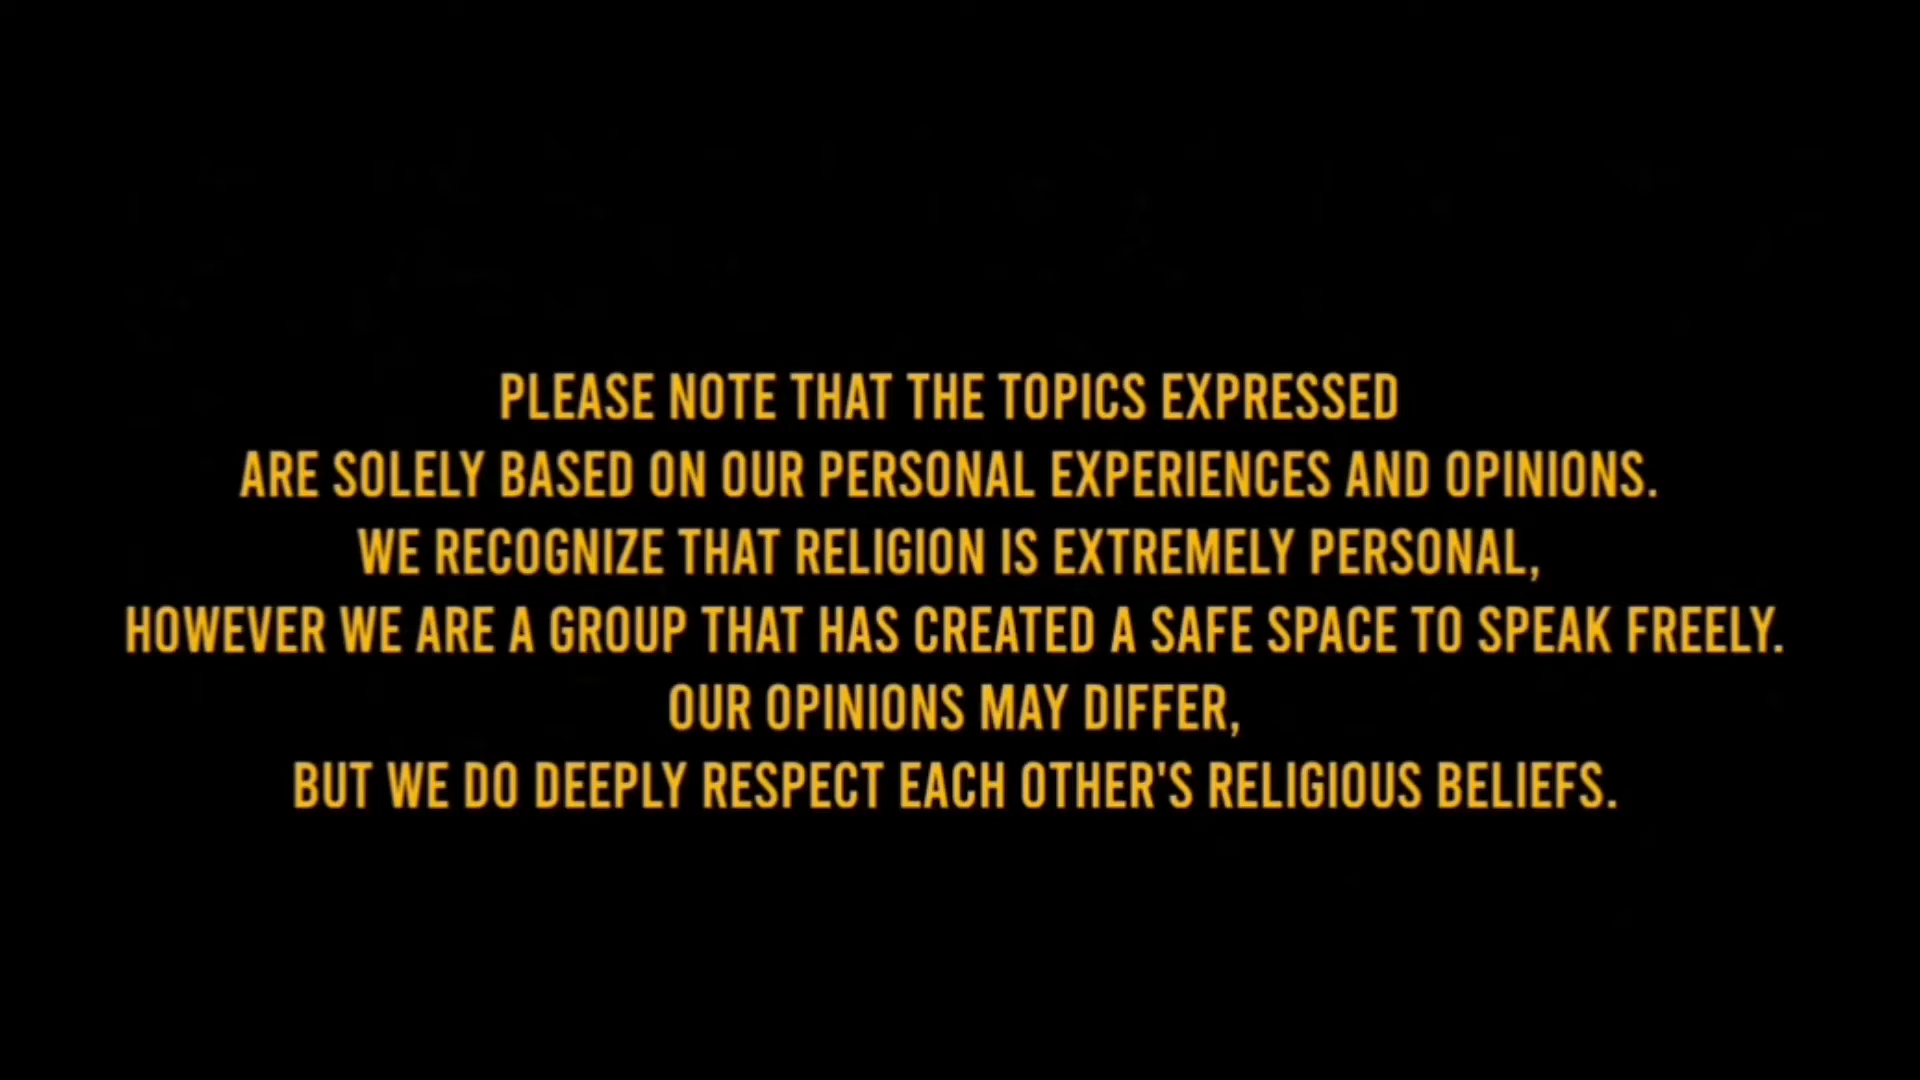 PLEASE NOTE THAT THE TOPICS EXPRESSED
ARE SOLELY BASED ON OUR PERSONAL EXPERIENCES AND OPINIONS.
WE RECOGNIZE THAT RELIGION IS EXTREMELY PERSONAL,
HOWEVER WE ARE A GROUP THAT HAS CREATED A SAFE SPACE TO SPEAK FREELY.
OUR OPINIONS MAY DIFFER,
BUT WE DO DEEPLY RESPECT EACH OTHER'S RELIGIOUS BELIEFS.